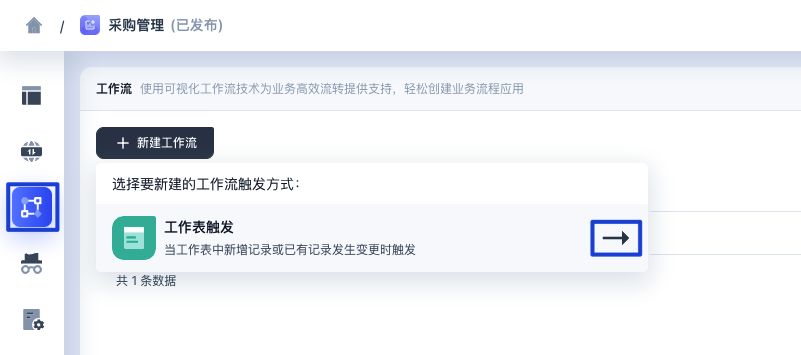 / 采购管理 (已发布)
工作流 使用可视化工作流技术为业务高效流转提供支持，轻松创建业务流程应用
+ 新建工作流
选择要新建的工作流触发方式：
工作表触发
当工作表中新增记录或已有记录发生变更时触发
共 1 条数据